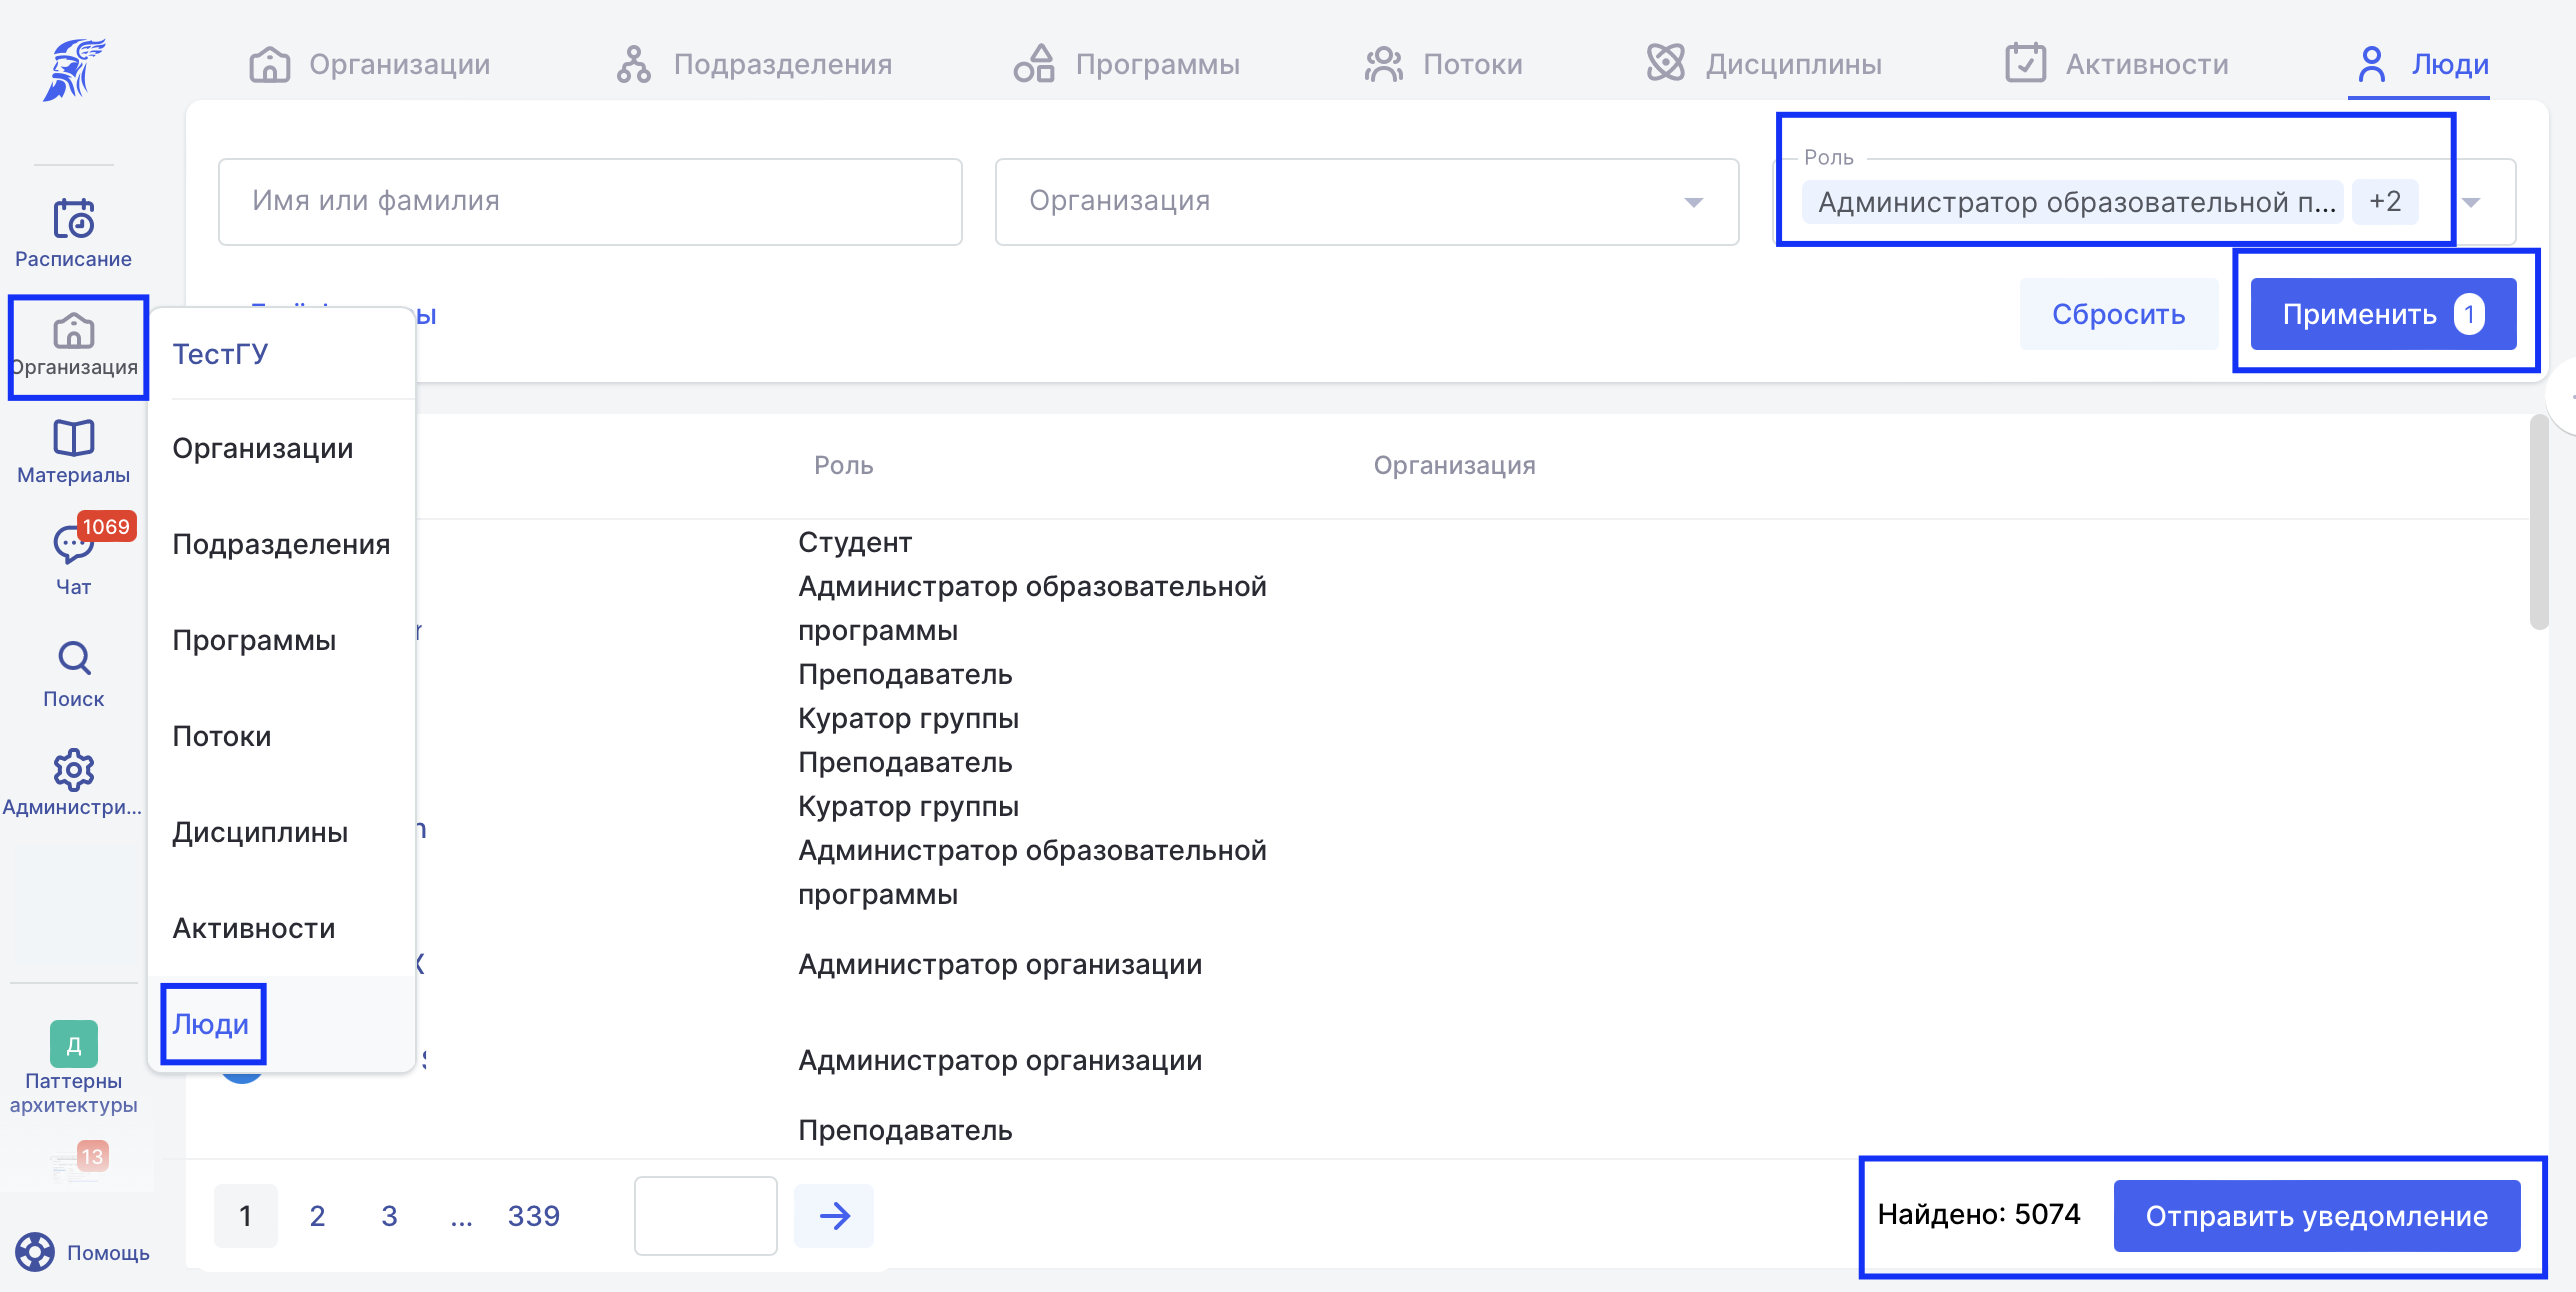 Организации
Подразделения
Программы
Потоки
Дисциплины
Активности
Люди
Имя или фамилия
Организация
Роль
Администратор образовательной п...
+2
Сбросить
Применить 1
Расписание
Организация
Материалы
1069
Чат
Поиск
Администри...
Д
Паттерны
архитектуры
13
Помощь
ТестГУ
Организации
Подразделения
Программы
Потоки
Дисциплины
Активности
Люди
Роль
Организация
Студент
Администратор образовательной
программы
Преподаватель
Куратор группы
Преподаватель
Куратор группы
Администратор образовательной
программы
Администратор организации
Администратор организации
Преподаватель
1 2 3 ... 339
Найдено: 5074
Отправить уведомление